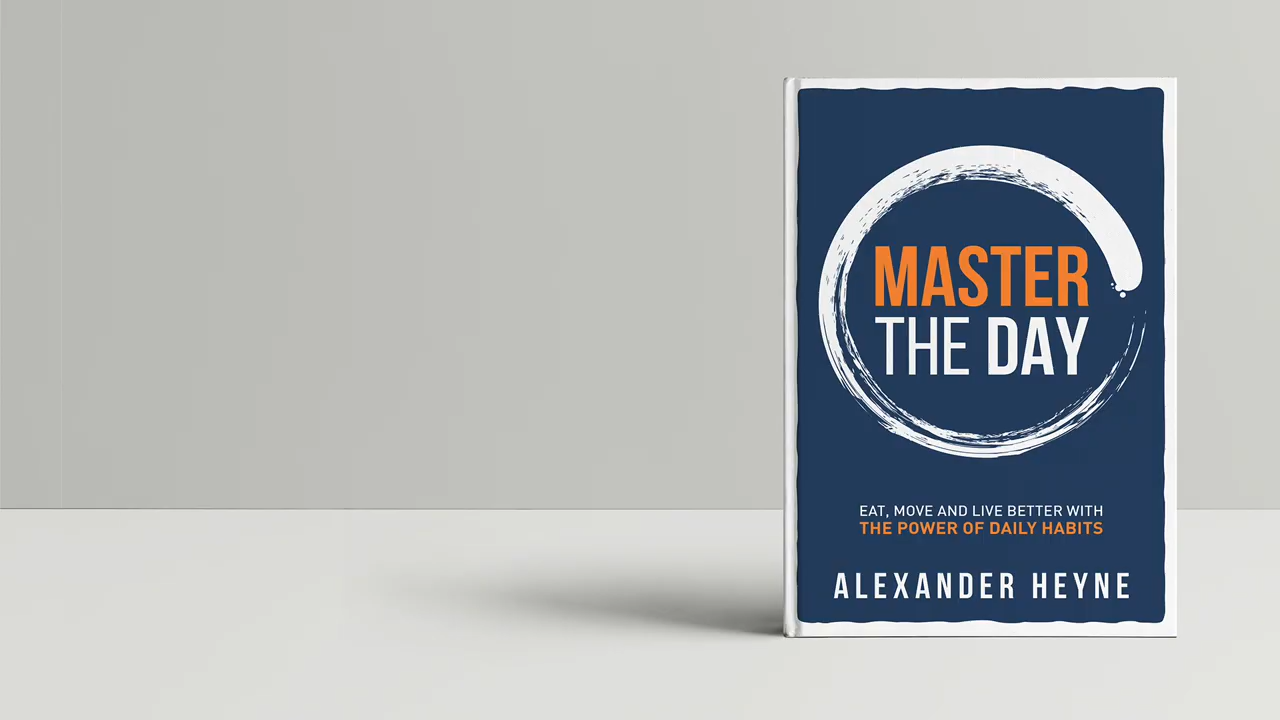 MASTER
THE DAY
EAT, MOVE AND LIVE BETTER WITH
THE POWER OF DAILY HABITS
ALEXANDER HEYNE